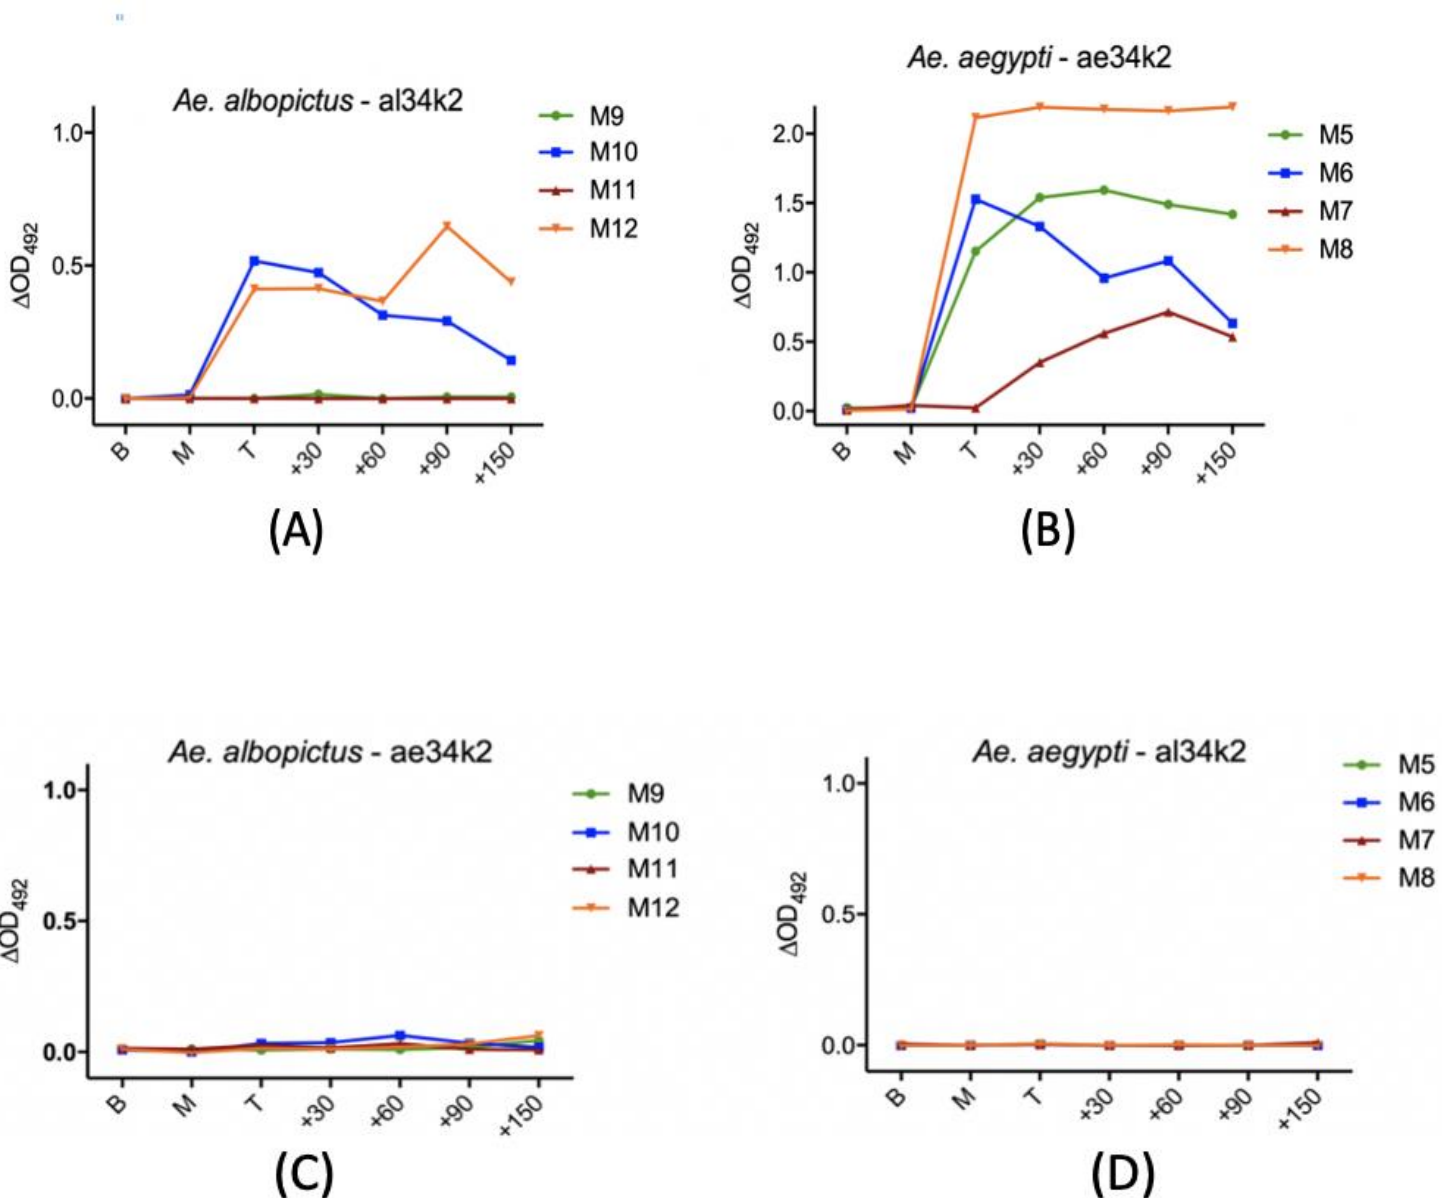 Ae. albopictus - al34k2
1.0
0.5
0.0
ΔOD492
B
M
T
+30
+60
+90
+150
M9
M10
M11
M12
(A)
Ae. aegypti - ae34k2
2.0
1.5
1.0
0.5
0.0
ΔOD492
B
M
T
+30
+60
+90
+150
M5
M6
M7
M8
(B)
Ae. albopictus - ae34k2
1.0
0.5
0.0
ΔOD492
B
M
T
+30
+60
+90
+150
M9
M10
M11
M12
(C)
Ae. aegypti - al34k2
1.0
0.5
0.0
ΔOD492
B
M
T
+30
+60
+90
+150
M5
M6
M7
M8
(D)